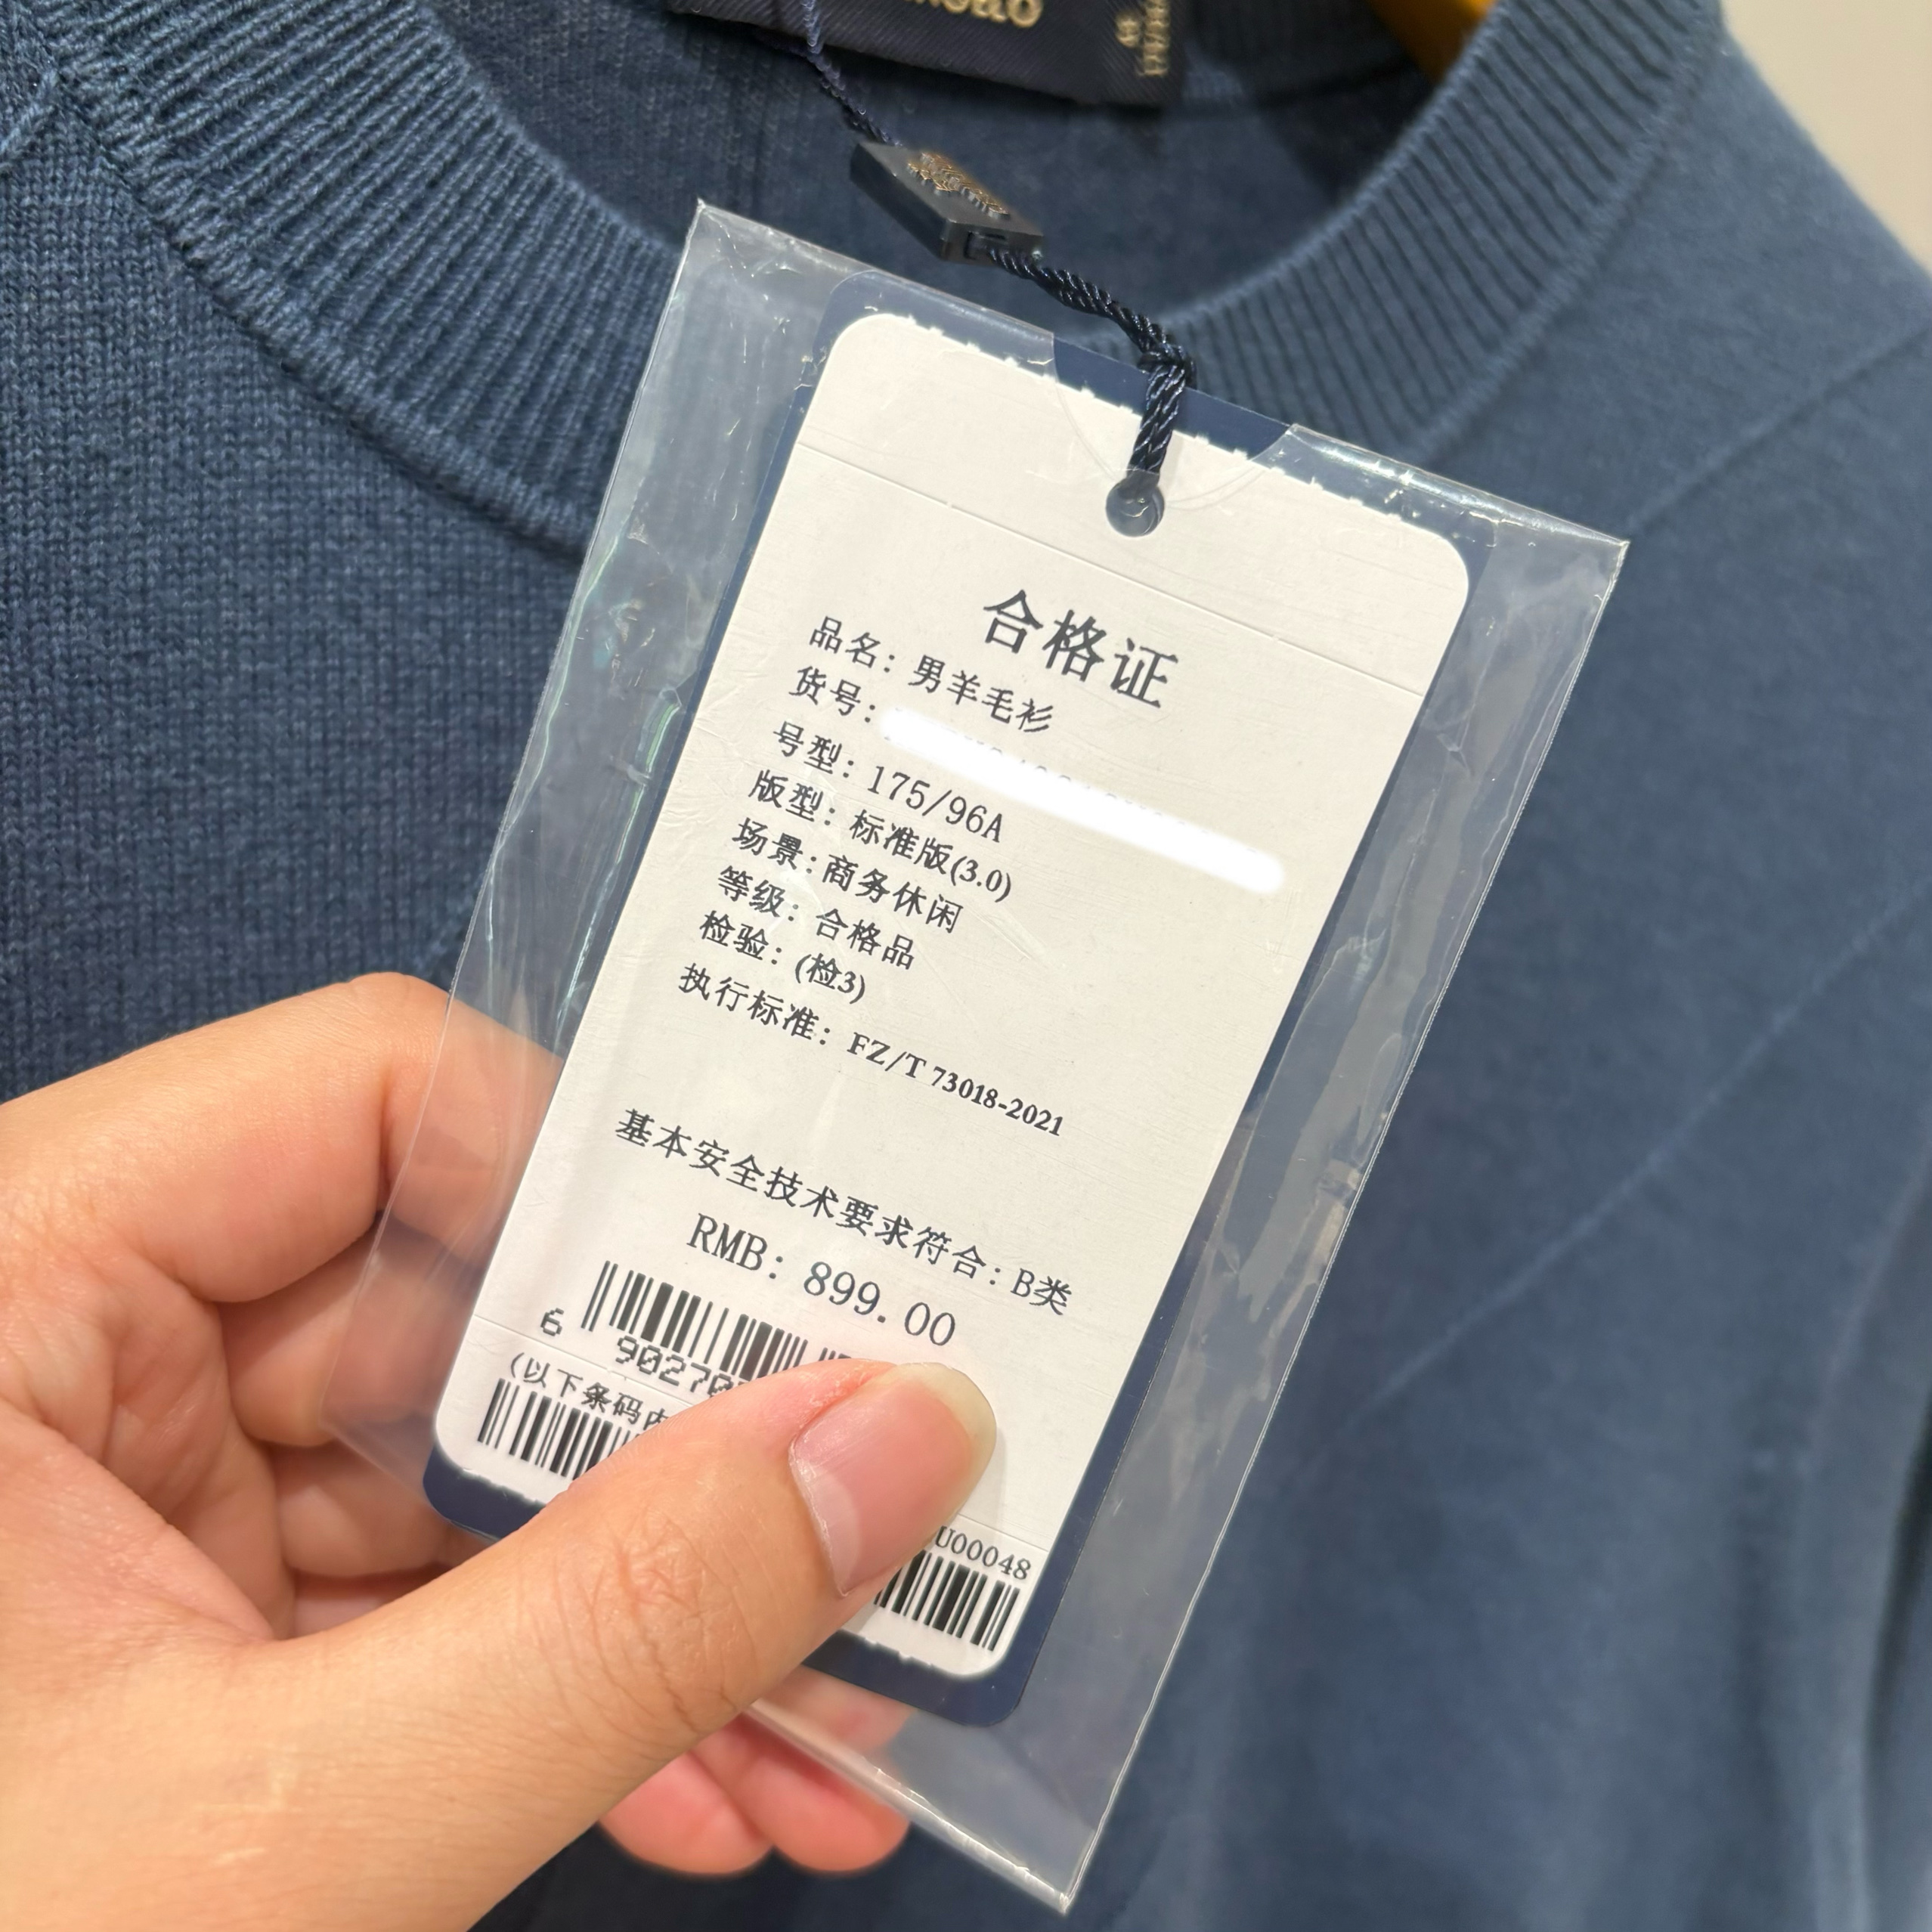 合格证
品名：男羊毛衫
货号：
号型：175/96A
版型：标准版(3.0)
场景：商务休闲
等级：合格品
检验：(检3)
执行标准：FZ/T 73018-2021
基本安全技术要求符合：B类
RMB：899.00
6 90270
(以下条码内
U00048